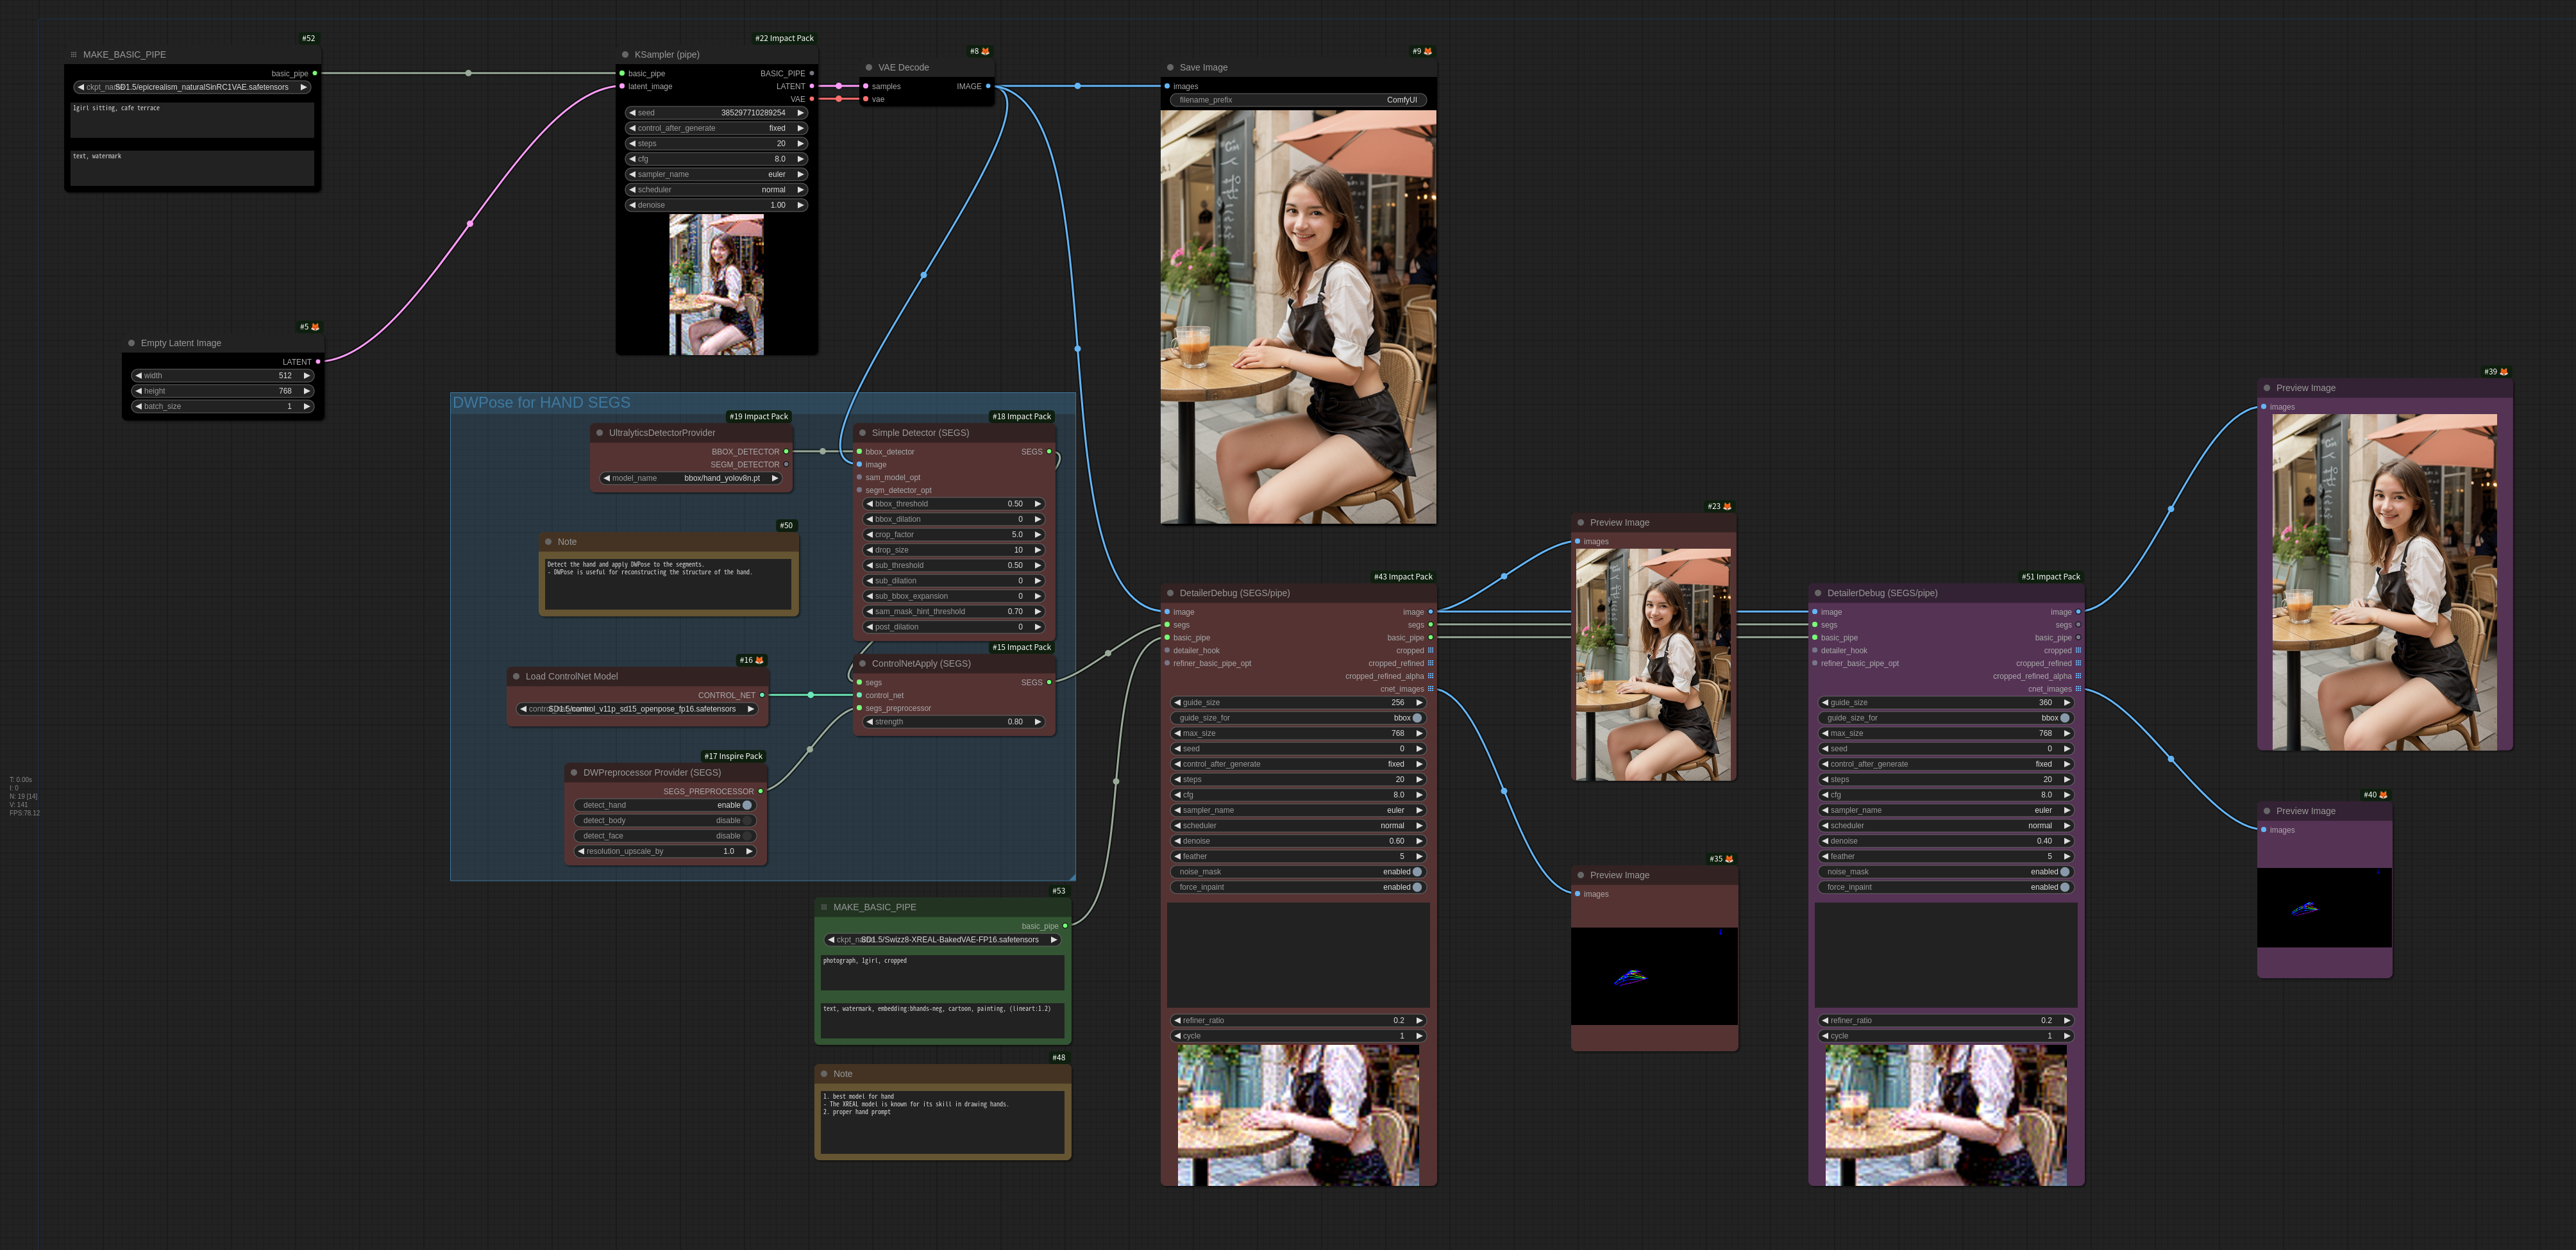 #52
MAKE_BASIC_PIPE
basic_pipe
SD1.5/epicrealism_naturalSinRC1VAE.safetensors
1girl sitting, cafe terrace
text, watermark
#5
Empty Latent Image
LATENT
width 512
height 768
batch_size 1
#22 Impact Pack
KSampler (pipe)
basic_pipe BASIC_PIPE
latent_image LATENT
VAE
seed 385297710289254
control_after_generate fixed
steps 20
cfg 8.0
sampler_name euler
scheduler normal
denoise 1.00
#8
VAE Decode
samples IMAGE
vae
#9
Save Image
images
filename_prefix ComfyUI
DWPose for HAND SEGS
#19 Impact Pack
UltralyticsDetectorProvider
BBOX_DETECTOR
SEGM_DETECTOR
model_name bbox/hand_yolov8n.pt
#18 Impact Pack
Simple Detector (SEGS)
bbox_detector SEGS
image
sam_model_opt
segm_detector_opt
bbox_threshold 0.50
bbox_dilation 0
crop_factor 5.0
drop_size 10
sub_threshold 0.50
sub_dilation 0
sub_bbox_expansion 0
sam_mask_hint_threshold 0.70
post_dilation 0
#50
Note
Detect the hand and apply DWPose to the segments.
- DWPose is useful for reconstructing the structure of the hand.
#16
Load ControlNet Model
CONTROL_NET
SD1.5/control_v11p_sd15_openpose_fp16.safetensors
#15 Impact Pack
ControlNetApply (SEGS)
segs SEGS
control_net
segs_preprocessor
strength 0.80
#17 Inspire Pack
DWPreprocessor Provider (SEGS)
SEGS_PREPROCESSOR
detect_hand enable
detect_body disable
detect_face disable
resolution_upscale_by 1.0
T: 0.00s
I: 0
N: 19 [14]
V: 141
FPS:76.12
#53
MAKE_BASIC_PIPE
basic_pipe
SD1.5/Swizz8-XREAL-BakedVAE-FP16.safetensors
photograph, 1girl, cropped
text, watermark, embedding:bhands-neg, cartoon, painting, (lineart:1.2)
#48
Note
1. best model for hand
- The XREAL model is known for its skill in drawing hands.
2. proper hand prompt
#43 Impact Pack
DetailerDebug (SEGS/pipe)
image image
segs segs
basic_pipe basic_pipe
detailer_hook cropped
refiner_basic_pipe_opt cropped_refined
cropped_refined_alpha
cnet_images
guide_size 256
guide_size_for bbox
max_size 768
seed 0
control_after_generate fixed
steps 20
cfg 8.0
sampler_name euler
scheduler normal
denoise 0.60
feather 5
noise_mask enabled
force_inpaint enabled
refiner_ratio 0.2
cycle 1
#23
Preview Image
images
#35
Preview Image
images
#51 Impact Pack
DetailerDebug (SEGS/pipe)
image image
segs segs
basic_pipe basic_pipe
detailer_hook cropped
refiner_basic_pipe_opt cropped_refined
cropped_refined_alpha
cnet_images
guide_size 360
guide_size_for bbox
max_size 768
seed 0
control_after_generate fixed
steps 20
cfg 8.0
sampler_name euler
scheduler normal
denoise 0.40
feather 5
noise_mask enabled
force_inpaint enabled
refiner_ratio 0.2
cycle 1
#39
Preview Image
images
#40
Preview Image
images